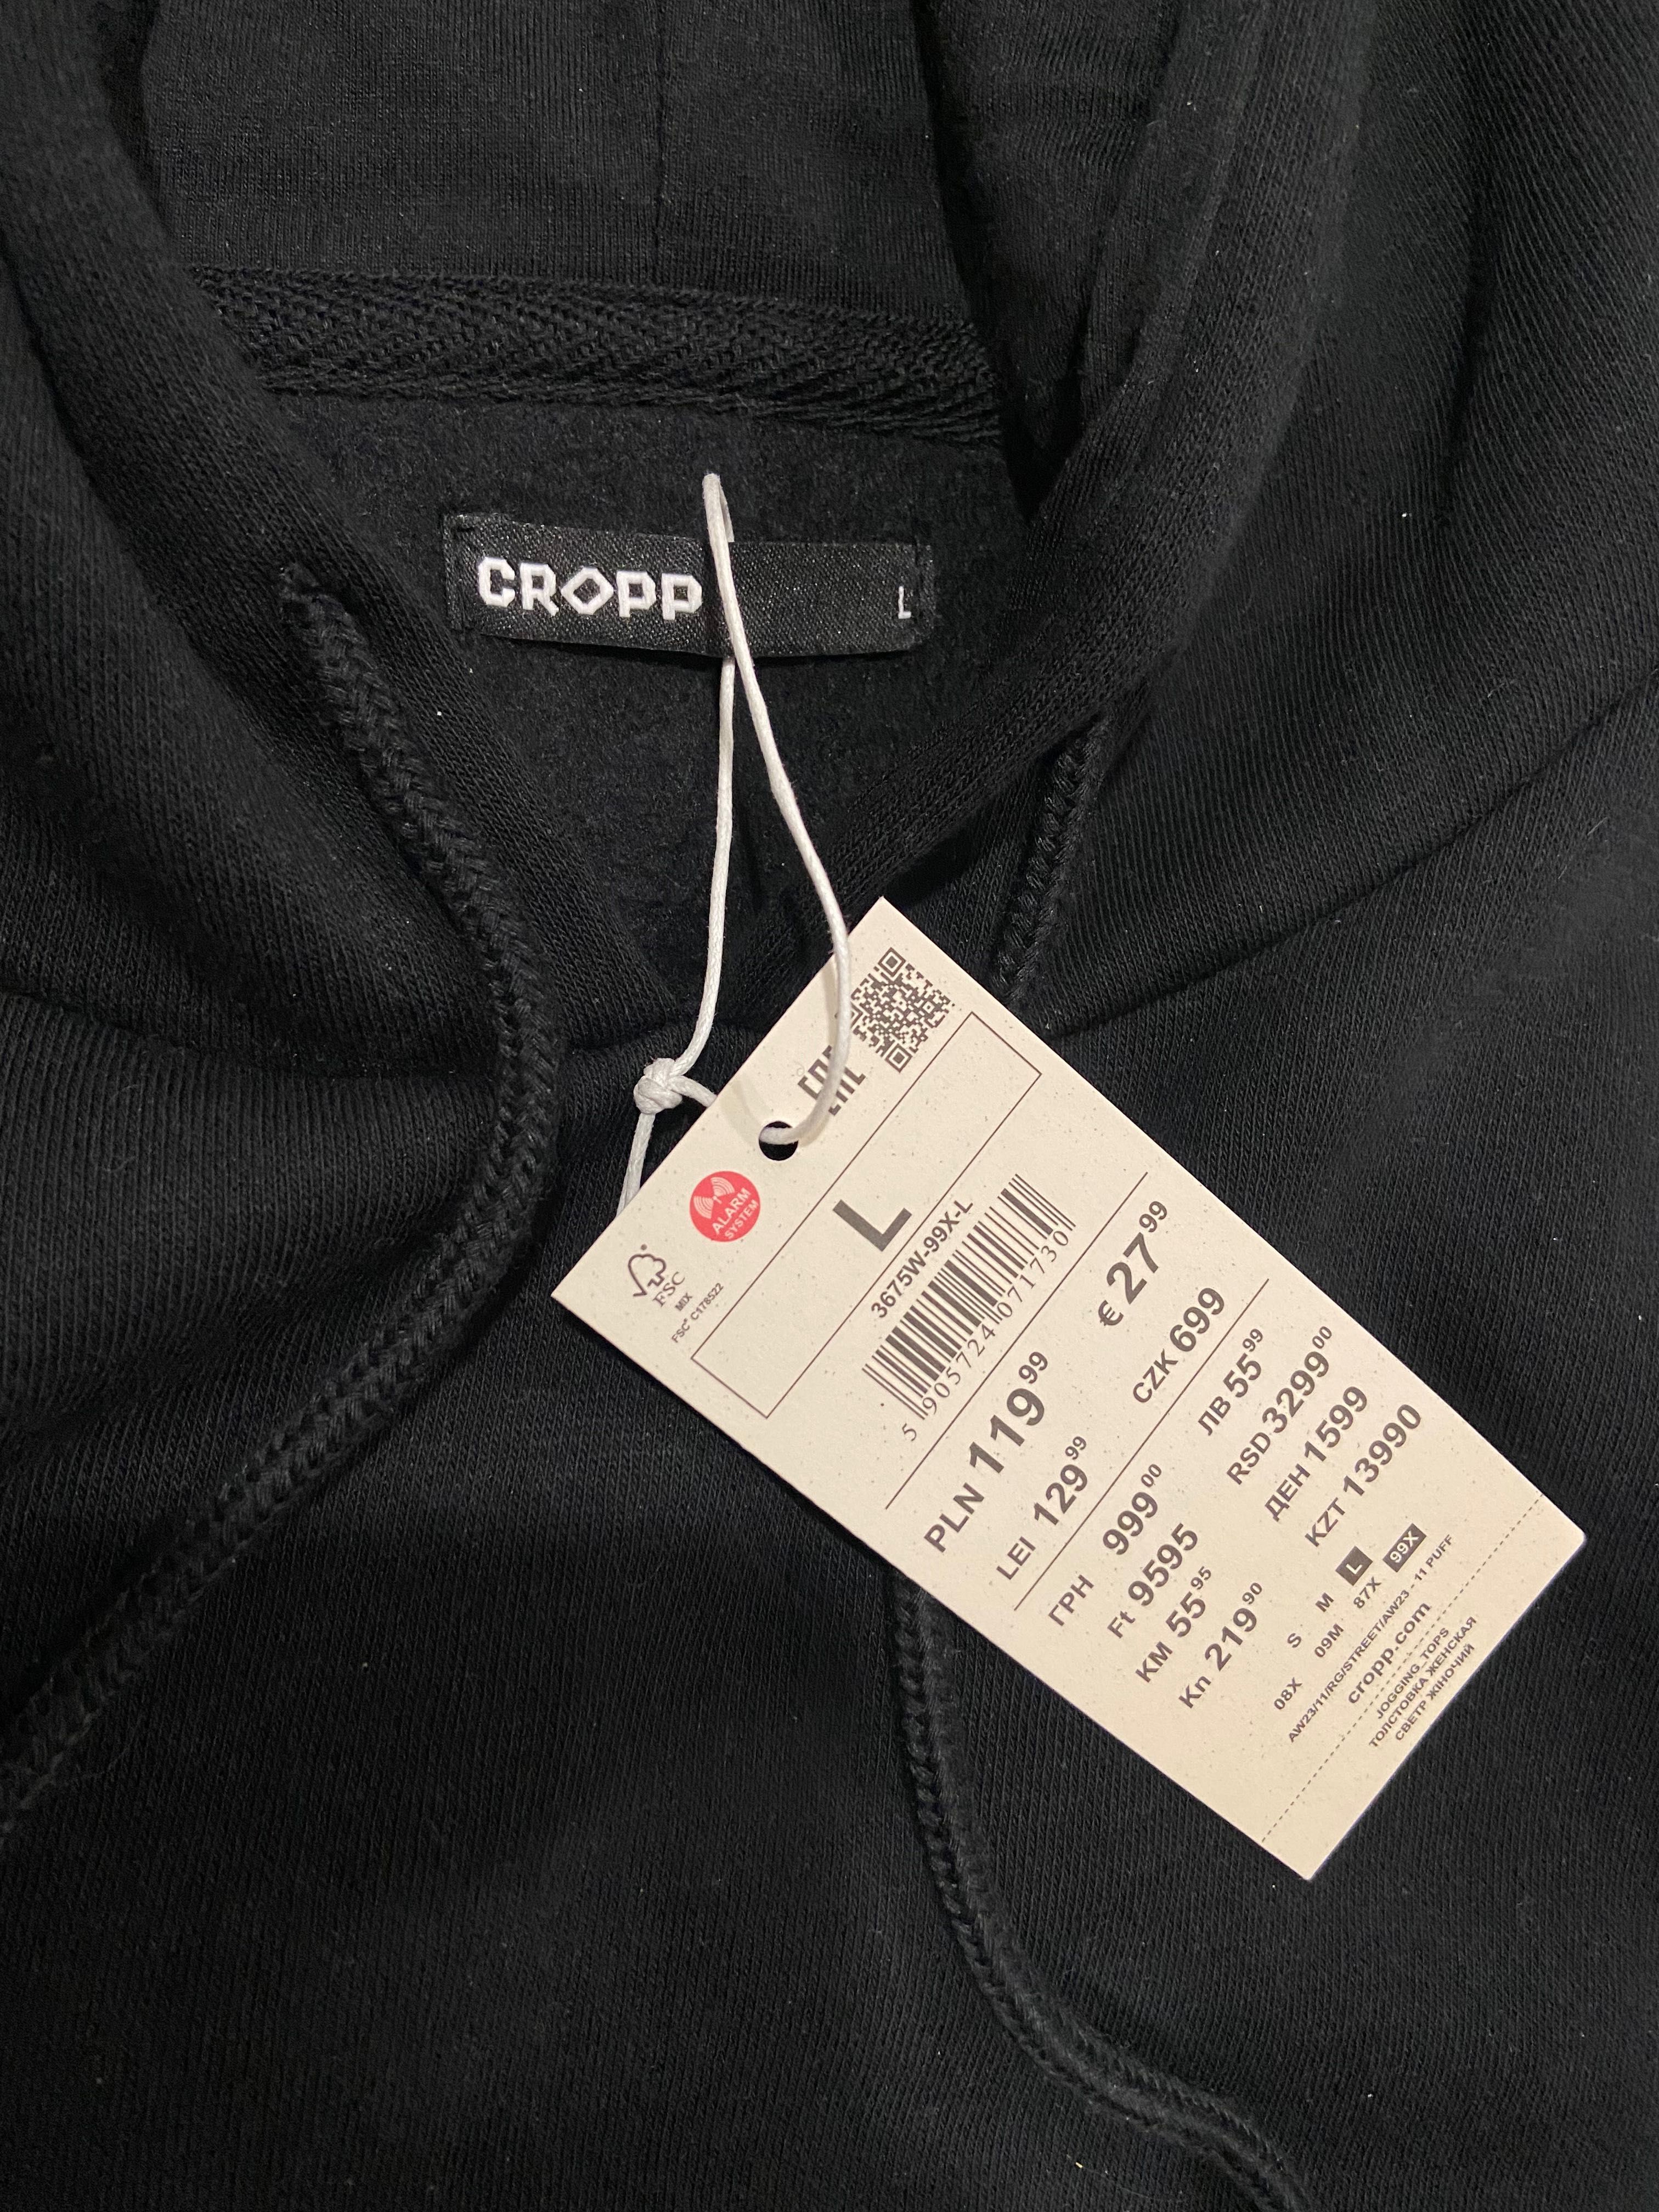 CROPP
L
ALARM
SYSTEM
FSC
MIX
FSC® C178522
L
3675W-99X-L
5 905724 071730
PLN 119 99
€ 27 99
LEI 129 99
CZK 699
ГРН 999 00
ЛВ 55 99
Ft 9595
RSD 3299 00
KM 55 95
ДЕН 1599
Kn 219 90
KZT 13990
S M L
08X 09M 87X 99X
AW23/11/RG/STREET/AW23 - 11 PUFF
cropp.com
JOGGING_TOPS
ТОЛСТОВКА ЖЕНСКАЯ
СВЕТР ЖІНОЧИЙ